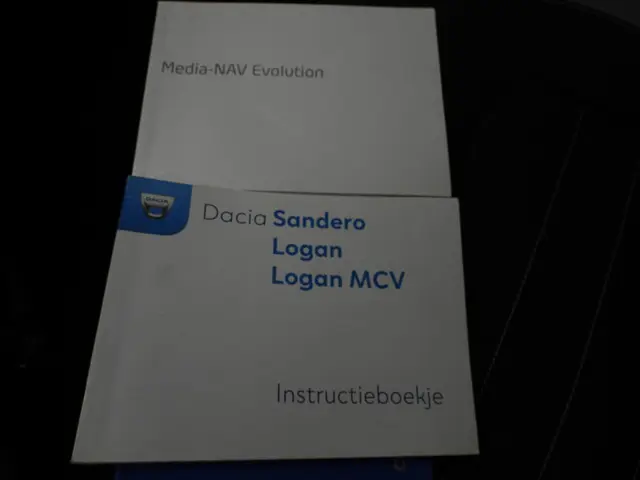 Media-NAV Evolution
DACIA
Dacia Sandero
Logan
Logan MCV
Instructieboekje